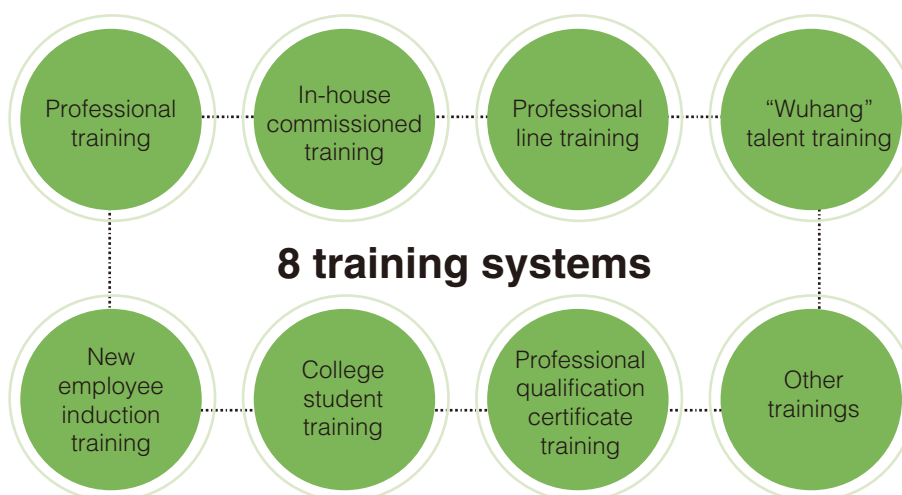 Professional
training
In-house
commissioned
training
Professional
line training
“Wuhang”
talent training
8 training systems
New
employee
induction
training
College
student
training
Professional
qualification
certificate
training
Other
trainings